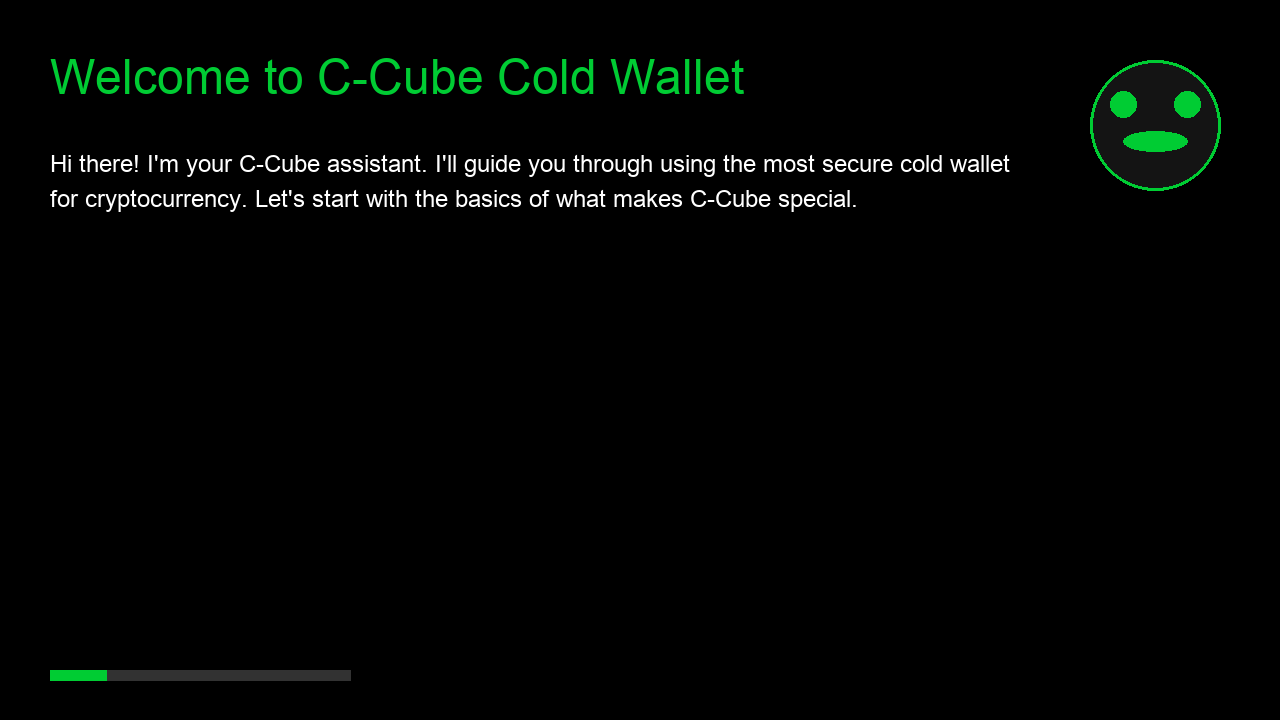 Welcome to C-Cube Cold Wallet
Hi there! I'm your C-Cube assistant. I'll guide you through using the most secure cold wallet
for cryptocurrency. Let's start with the basics of what makes C-Cube special.